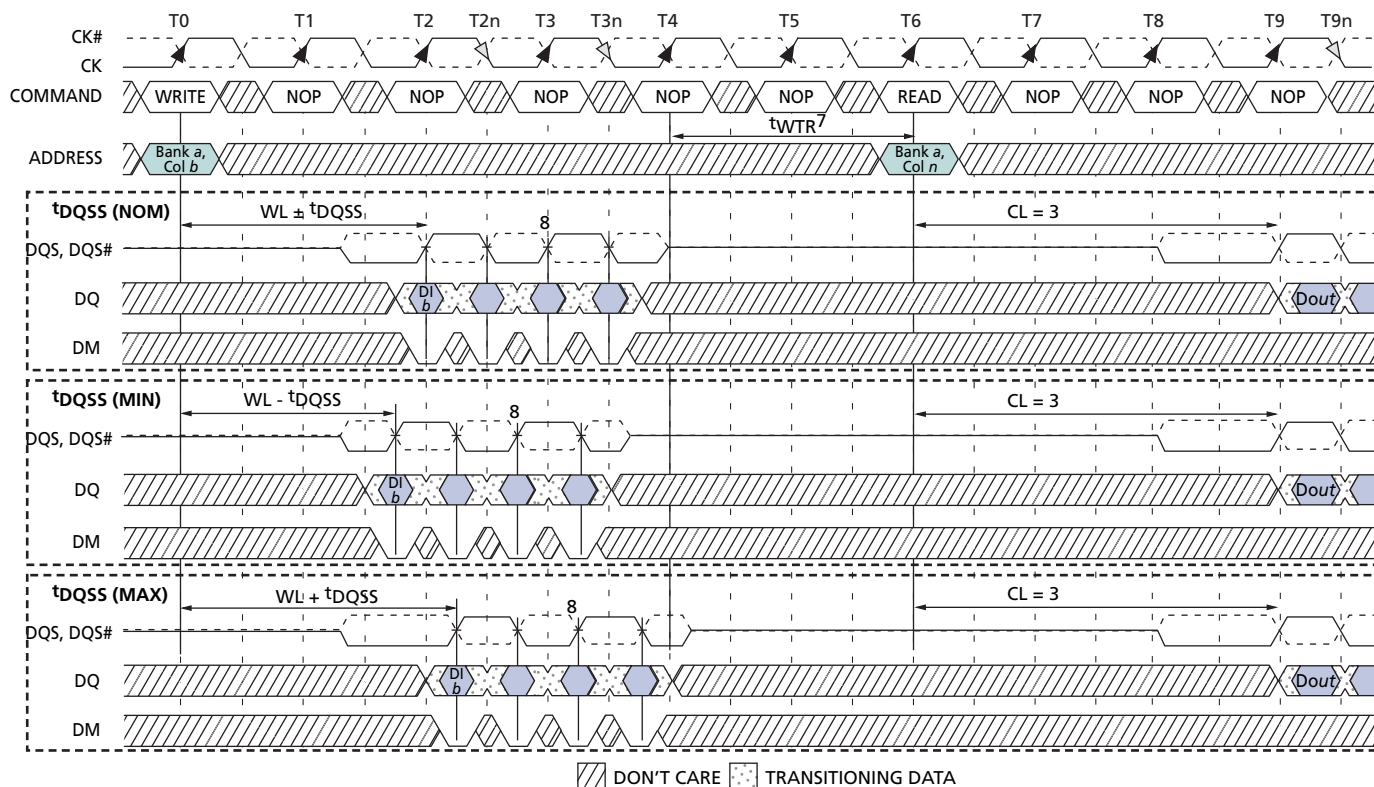 T0 T1 T2 T2n T3 T3n T4 T5 T6 T7 T8 T9 T9n
CK#
CK
COMMAND WRITE NOP NOP NOP NOP NOP READ NOP NOP NOP
tWTR7
ADDRESS Bank a, Col b Bank a, Col n
tDQSS (NOM) WL ± tDQSS 8 CL = 3
DQS, DQS#
DQ DI b Dout
DM
tDQSS (MIN) WL - tDQSS 8 CL = 3
DQS, DQS#
DQ DI b Dout
DM
tDQSS (MAX) WL + tDQSS 8 CL = 3
DQS, DQS#
DQ DI b Dout
DM
DON'T CARE TRANSITIONING DATA